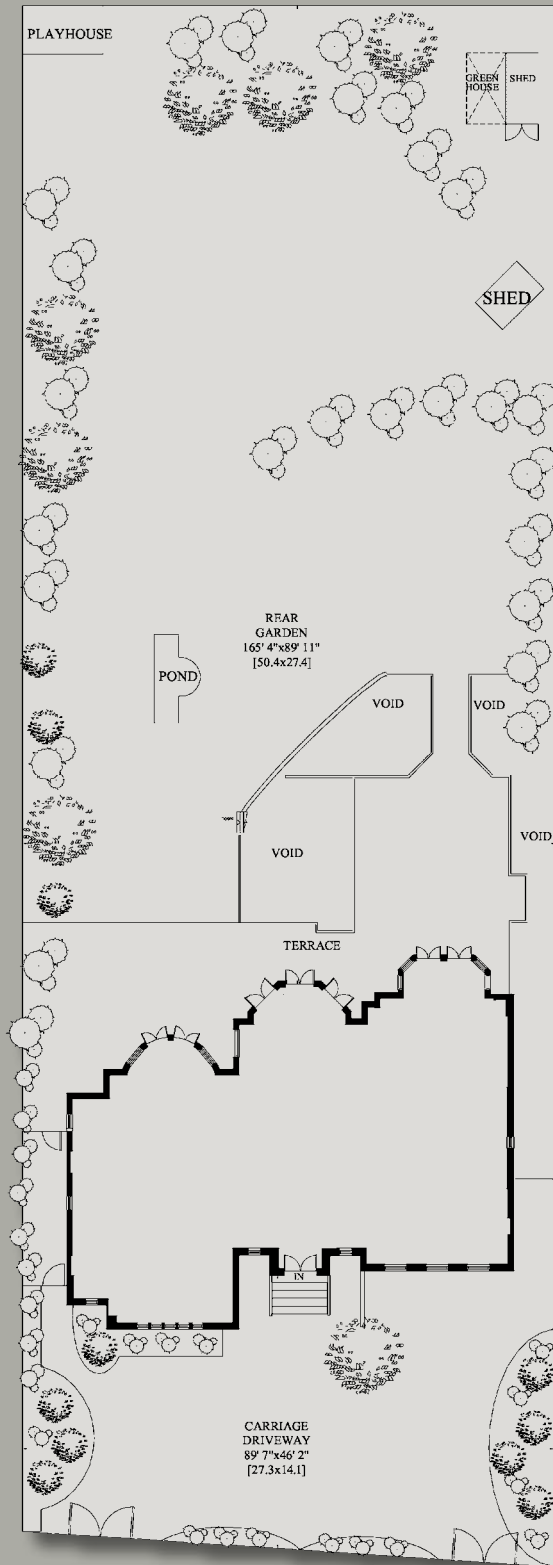 PLAYHOUSE
GREEN
HOUSE
SHED
SHED
REAR
GARDEN
165' 4"x89' 11"
[50.4x27.4]
POND
VOID
VOID
VOID
VOID
TERRACE
IN
CARRIAGE
DRIVEWAY
89' 7"x46' 2"
[27.3x14.1]